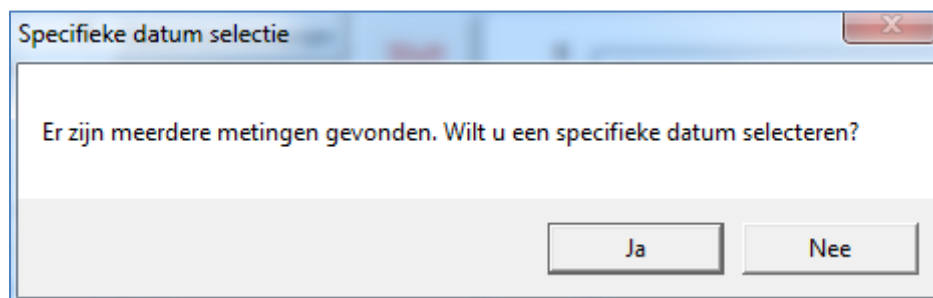 Specifieke datum selectie
Er zijn meerdere metingen gevonden. Wilt u een specifieke datum selecteren?
Ja
Nee